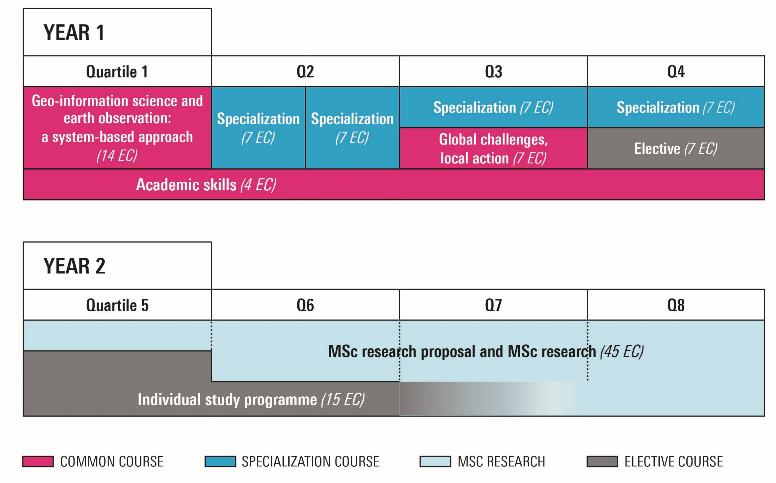 YEAR 1
Quartile 1 Q2 Q3 Q4
Geo-information science and
earth observation:
a system-based approach
(14 EC)
Specialization
(7 EC)
Specialization
(7 EC)
Specialization (7 EC)
Global challenges,
local action (7 EC)
Specialization (7 EC)
Elective (7 EC)
Academic skills (4 EC)
YEAR 2
Quartile 5 Q6 Q7 Q8
MSc research proposal and MSc research (45 EC)
Individual study programme (15 EC)
COMMON COURSE SPECIALIZATION COURSE MSC RESEARCH ELECTIVE COURSE